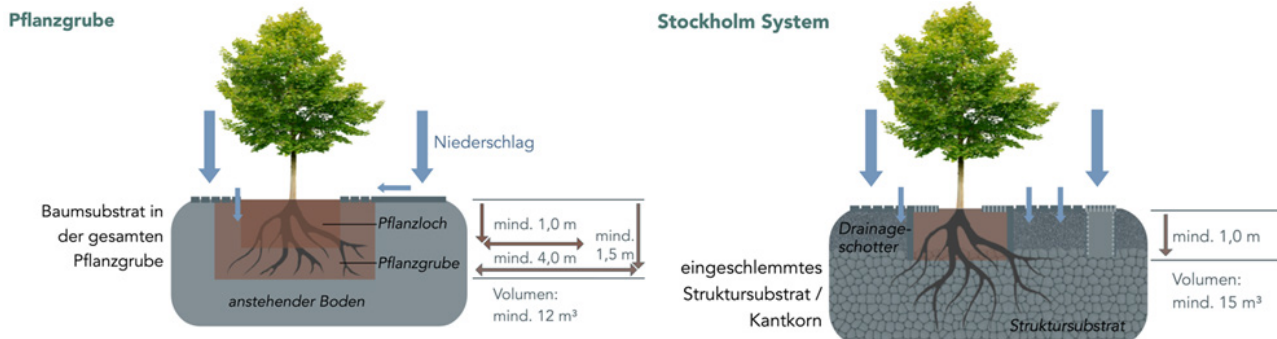 Pflanzgrube
Niederschlag
Baumsubstrat in
der gesamten
Pflanzgrube
Pflanzloch
Pflanzgrube
anstehender Boden
mind. 1,0 m
mind.
1,5 m
mind. 4,0 m
Volumen:
mind. 12 m³
Stockholm System
Drainage-
schotter
eingeschlemmtes
Struktursubstrat /
Kantkorn
Struktursubstrat
mind. 1,0 m
Volumen:
mind. 15 m³